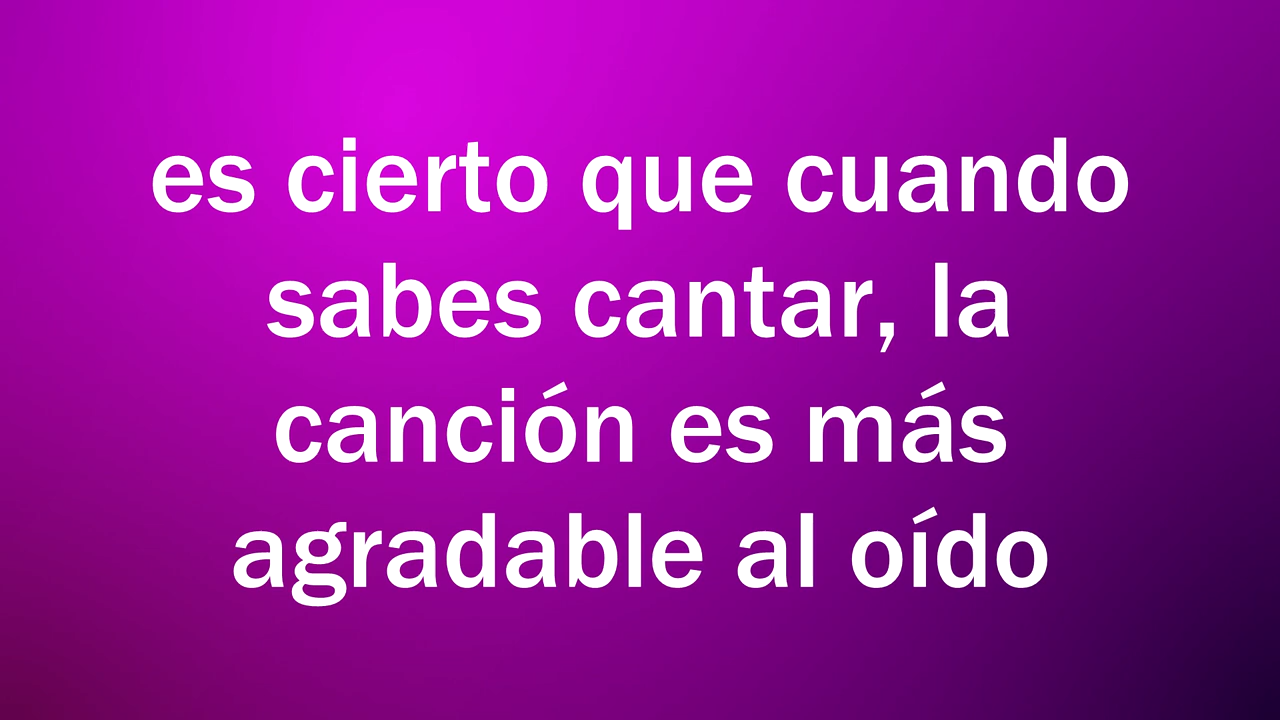 es cierto que cuando
sabes cantar, la
canción es más
agradable al oído